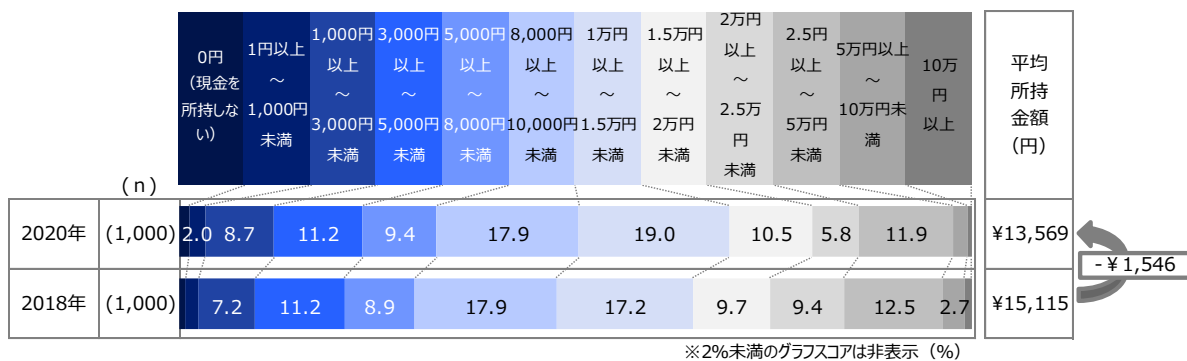 0円
（現金を
所持しな
い）
1円以上
～
1,000円
未満
1,000円
以上
～
3,000円
未満
3,000円
以上
～
5,000円
未満
5,000円
以上
～
8,000円
未満
8,000円
以上
～
10,000円
未満
1万円
以上
～
1.5万円
未満
1.5万円
以上
～
2万円
未満
2万円
以上
～
2.5万
円
未満
2.5万
以上
～
5万円
未満
5万円以上
～
10万円未
満
10万
円
以上
平均
所持
金額
（円）
（n）
2020年 (1,000) 2.0 8.7 11.2 9.4 17.9 19.0 10.5 5.8 11.9 ¥13,569
-¥1,546
2018年 (1,000) 7.2 11.2 8.9 17.9 17.2 9.7 9.4 12.5 2.7 ¥15,115
※2%未満のグラフスコアは非表示（%）